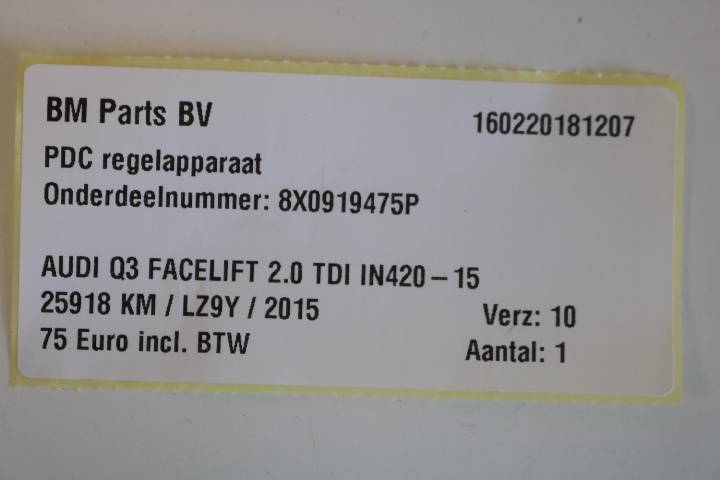 BM Parts BV 160220181207
PDC regelapparaat
Onderdeelnummer: 8X0919475P
AUDI Q3 FACELIFT 2.0 TDI IN420-15
25918 KM / LZ9Y / 2015 Verz: 10
75 Euro incl. BTW Aantal: 1